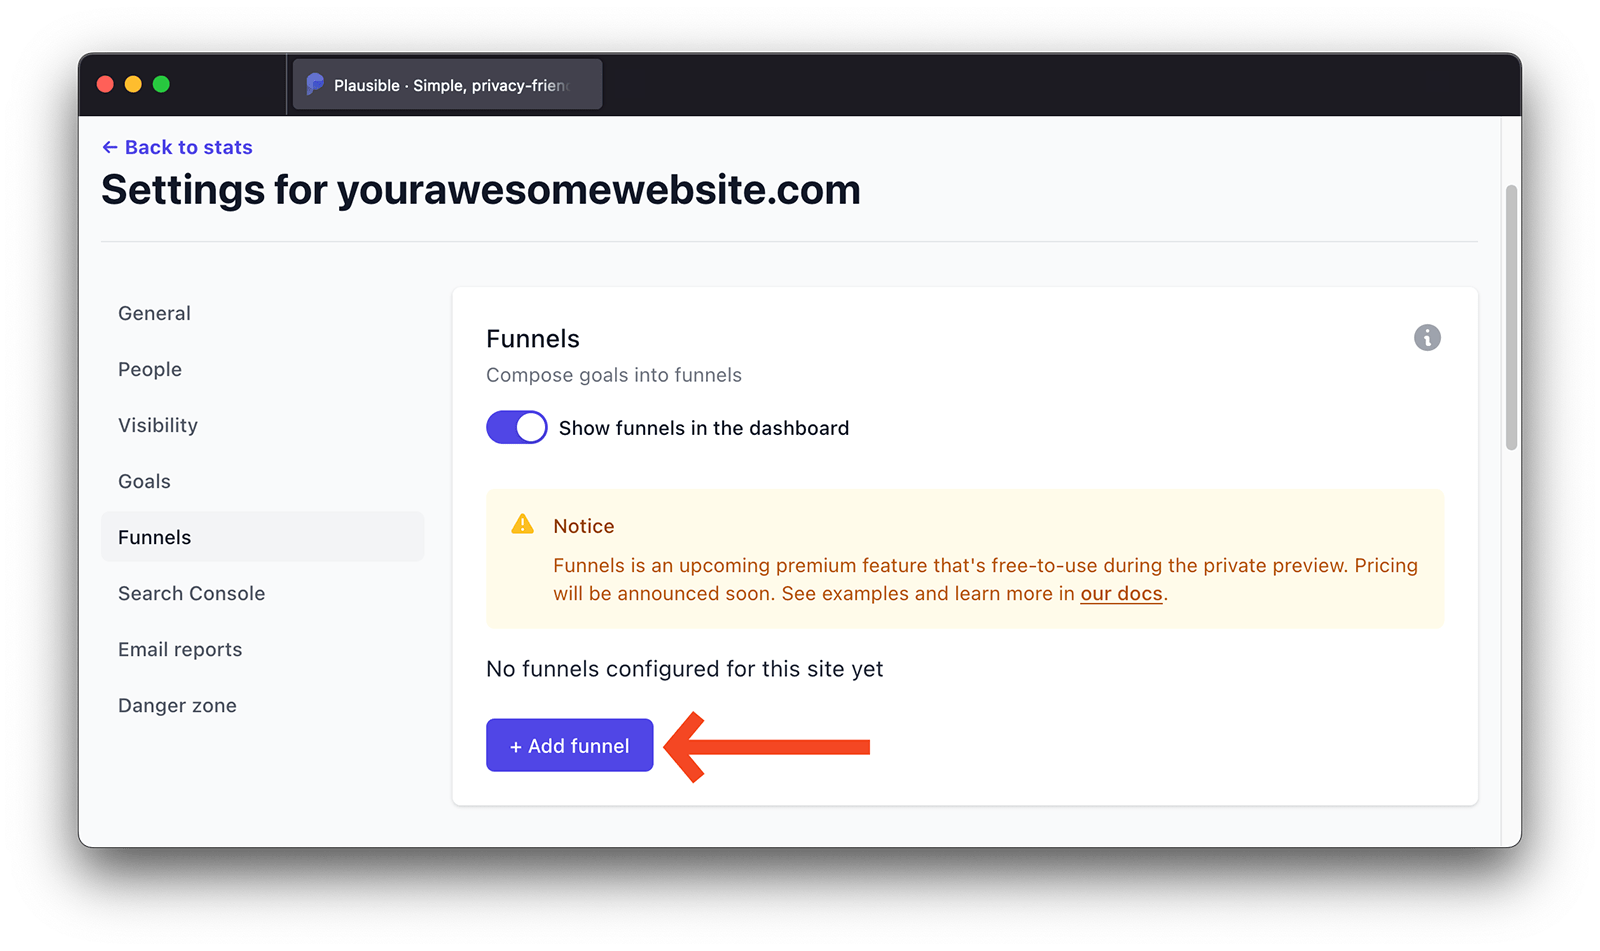 Plausible · Simple, privacy-frien
← Back to stats
Settings for yourawesomewebsite.com
General
People
Visibility
Goals
Funnels
Search Console
Email reports
Danger zone
Funnels
Compose goals into funnels
Show funnels in the dashboard
Notice
Funnels is an upcoming premium feature that's free-to-use during the private preview. Pricing
will be announced soon. See examples and learn more in our docs.
No funnels configured for this site yet
+ Add funnel